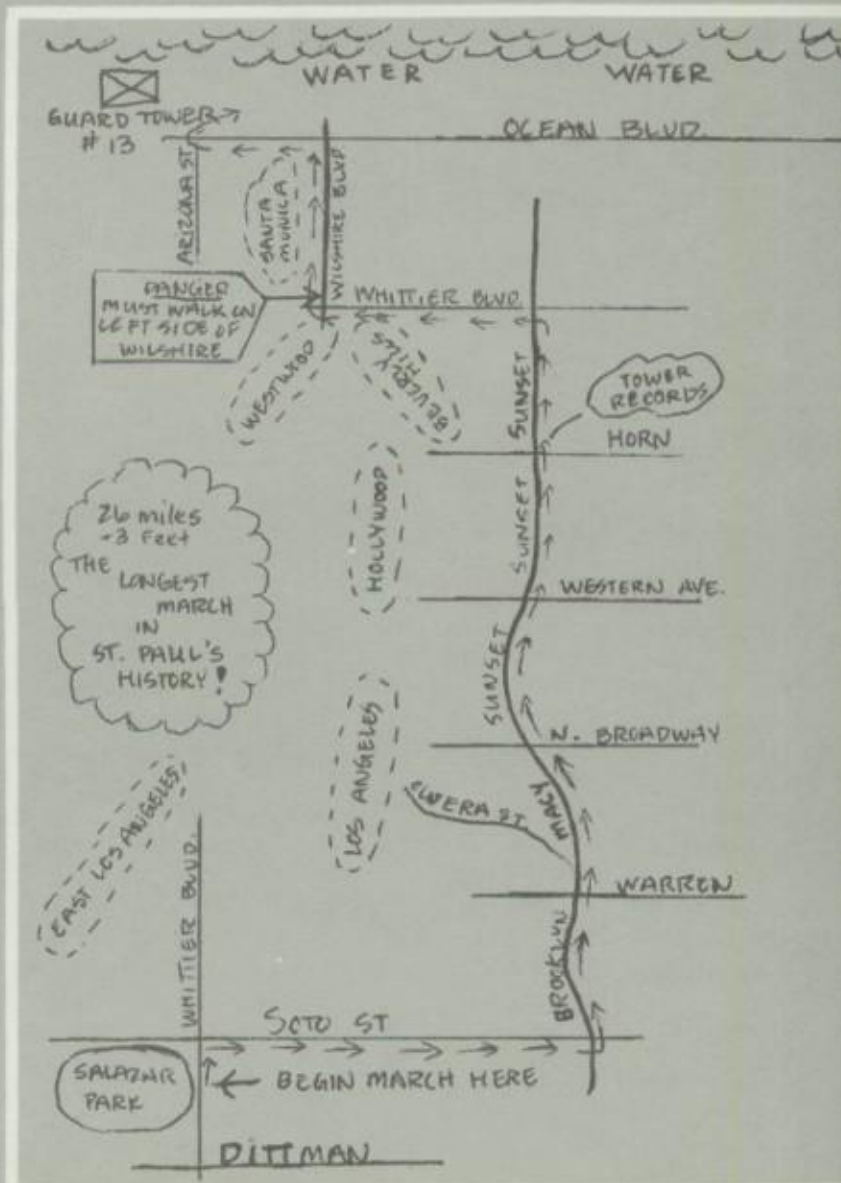 WATER
WATER
GUARD TOWER
# 13
OCEAN BLVD.
ARIZONA ST
SANTA
MUNICA
WILSHIRE BLVD
DANGER
MUST WALK ON
LEFT SIDE OF
WILSHIRE
WHITTIER BLVD.
WESTWOOD
BEVERLY
HILLS
SUNSET
TOWER
RECORDS
HORN
HOLLYWOOD
SUNSET
26 miles
+3 Feet
THE
LONGEST
MARCH
IN
ST. PAUL'S
HISTORY!
WESTERN AVE.
SUNSET
LOS ANGELES
N. BROADWAY
MACY
OLVERA ST.
EAST LOS ANGELES
WHITTIER BLVD.
WARREN
BROOKLYN
SOTO ST
SALAZAR
PARK
BEGIN MARCH HERE
DITTMAN